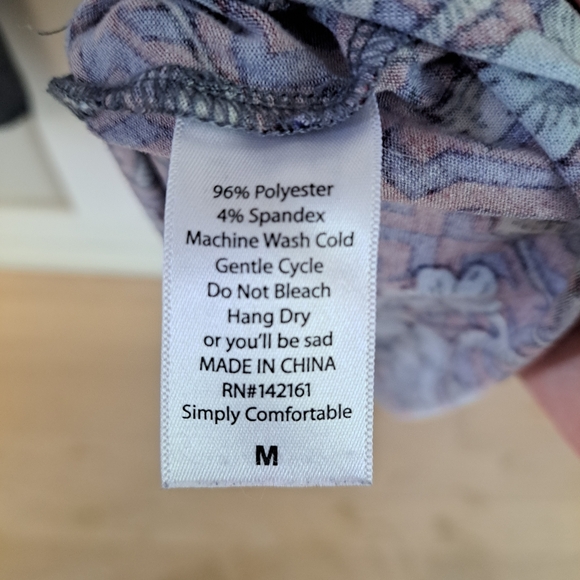 96% Polyester
4% Spandex
Machine Wash Cold
Gentle Cycle
Do Not Bleach
Hang Dry
or you'll be sad
MADE IN CHINA
RN#142161
Simply Comfortable
M